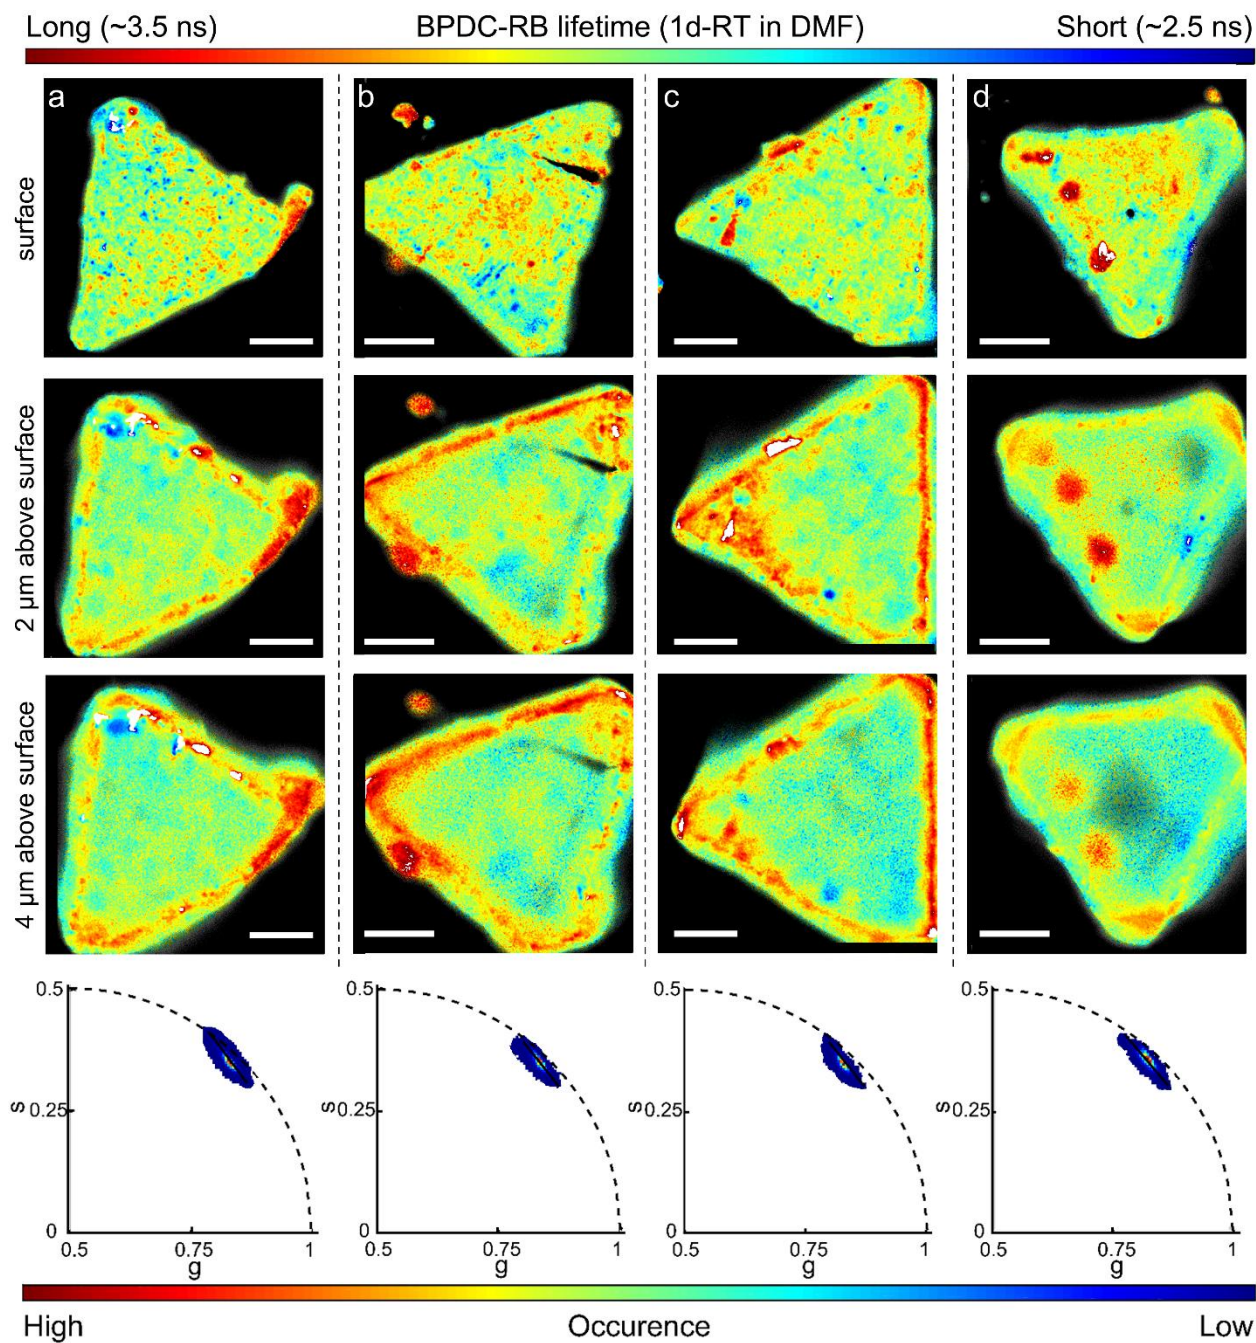 Long (~3.5 ns) BPDC-RB lifetime (1d-RT in DMF) Short (~2.5 ns)
a b c d
surface
2 µm above surface
4 µm above surface
0.5 0.5 0.5 0.5
s 0.25 s 0.25 s 0.25 s 0.25
0 0 0 0
0.5 0.75 1 0.5 0.75 1 0.5 0.75 1 0.5 0.75 1
g g g g
High Occurence Low